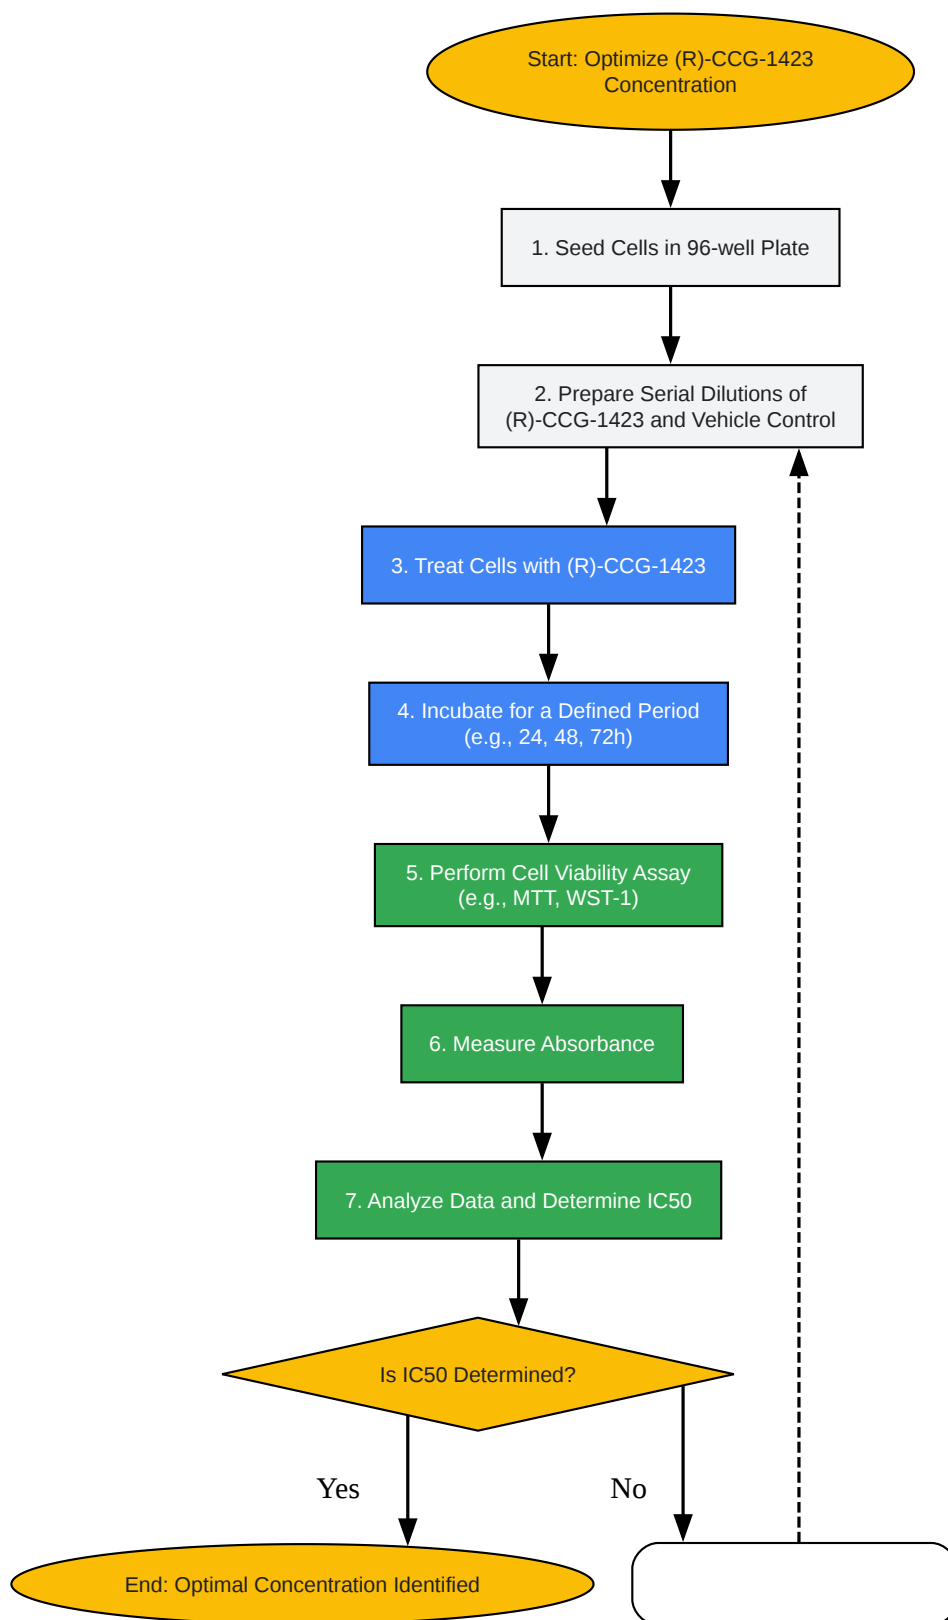 Start: Optimize (R)-CCG-1423
Concentration
1. Seed Cells in 96-well Plate
2. Prepare Serial Dilutions of
(R)-CCG-1423 and Vehicle Control
3. Treat Cells with (R)-CCG-1423
4. Incubate for a Defined Period
(e.g., 24, 48, 72h)
5. Perform Cell Viability Assay
(e.g., MTT, WST-1)
6. Measure Absorbance
7. Analyze Data and Determine IC50
Is IC50 Determined?
Yes
No
End: Optimal Concentration Identified